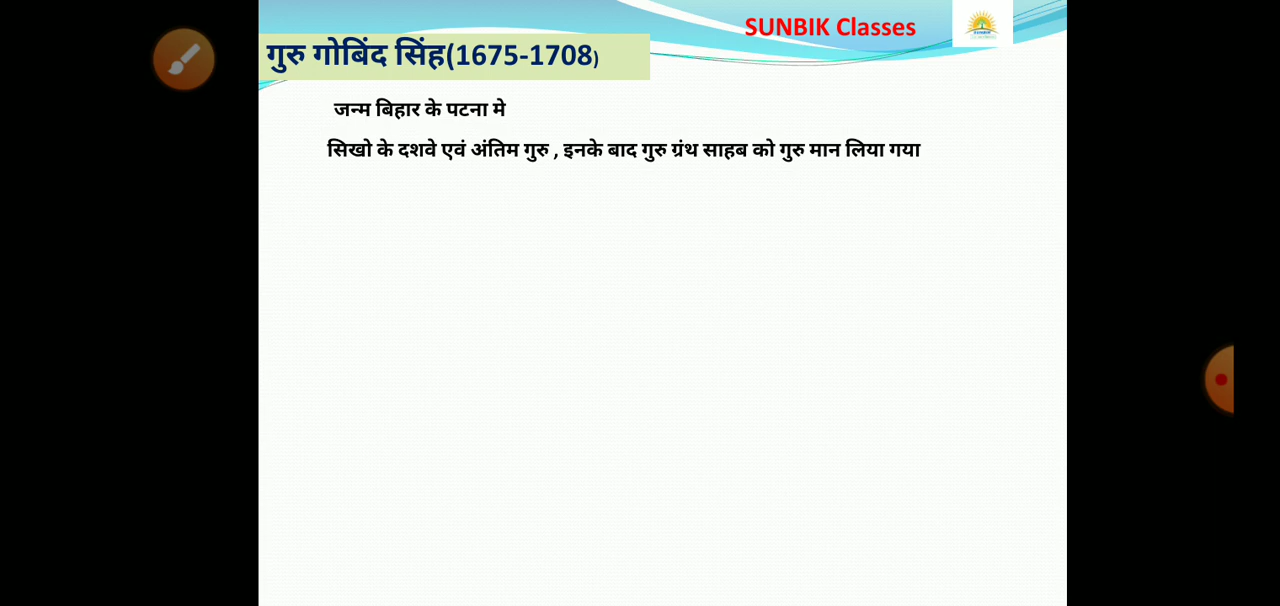 SUNBIK Classes
गुरु गोबिंद सिंह(1675-1708)
जन्म बिहार के पटना मे
सिखो के दशवे एवं अंतिम गुरु , इनके बाद गुरु ग्रंथ साहब को गुरु मान लिया गया